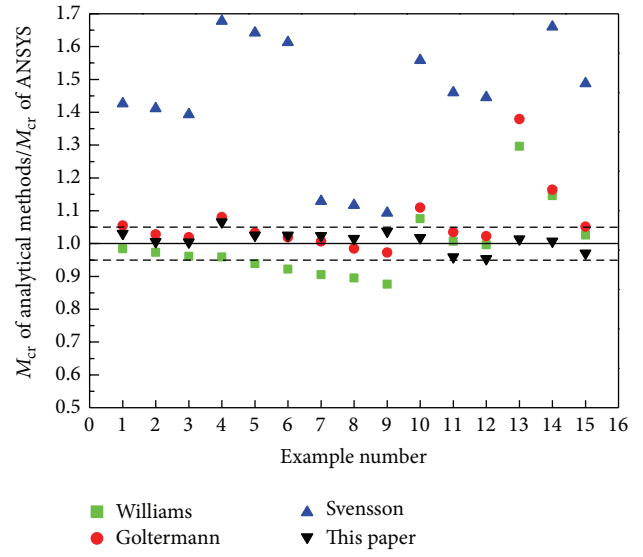 M_cr of analytical methods/M_cr of ANSYS
1.7
1.6
1.5
1.4
1.3
1.2
1.1
1.0
0.9
0.8
0.7
0.6
0.5
0 1 2 3 4 5 6 7 8 9 10 11 12 13 14 15 16
Example number
Williams
Goltermann
Svensson
This paper